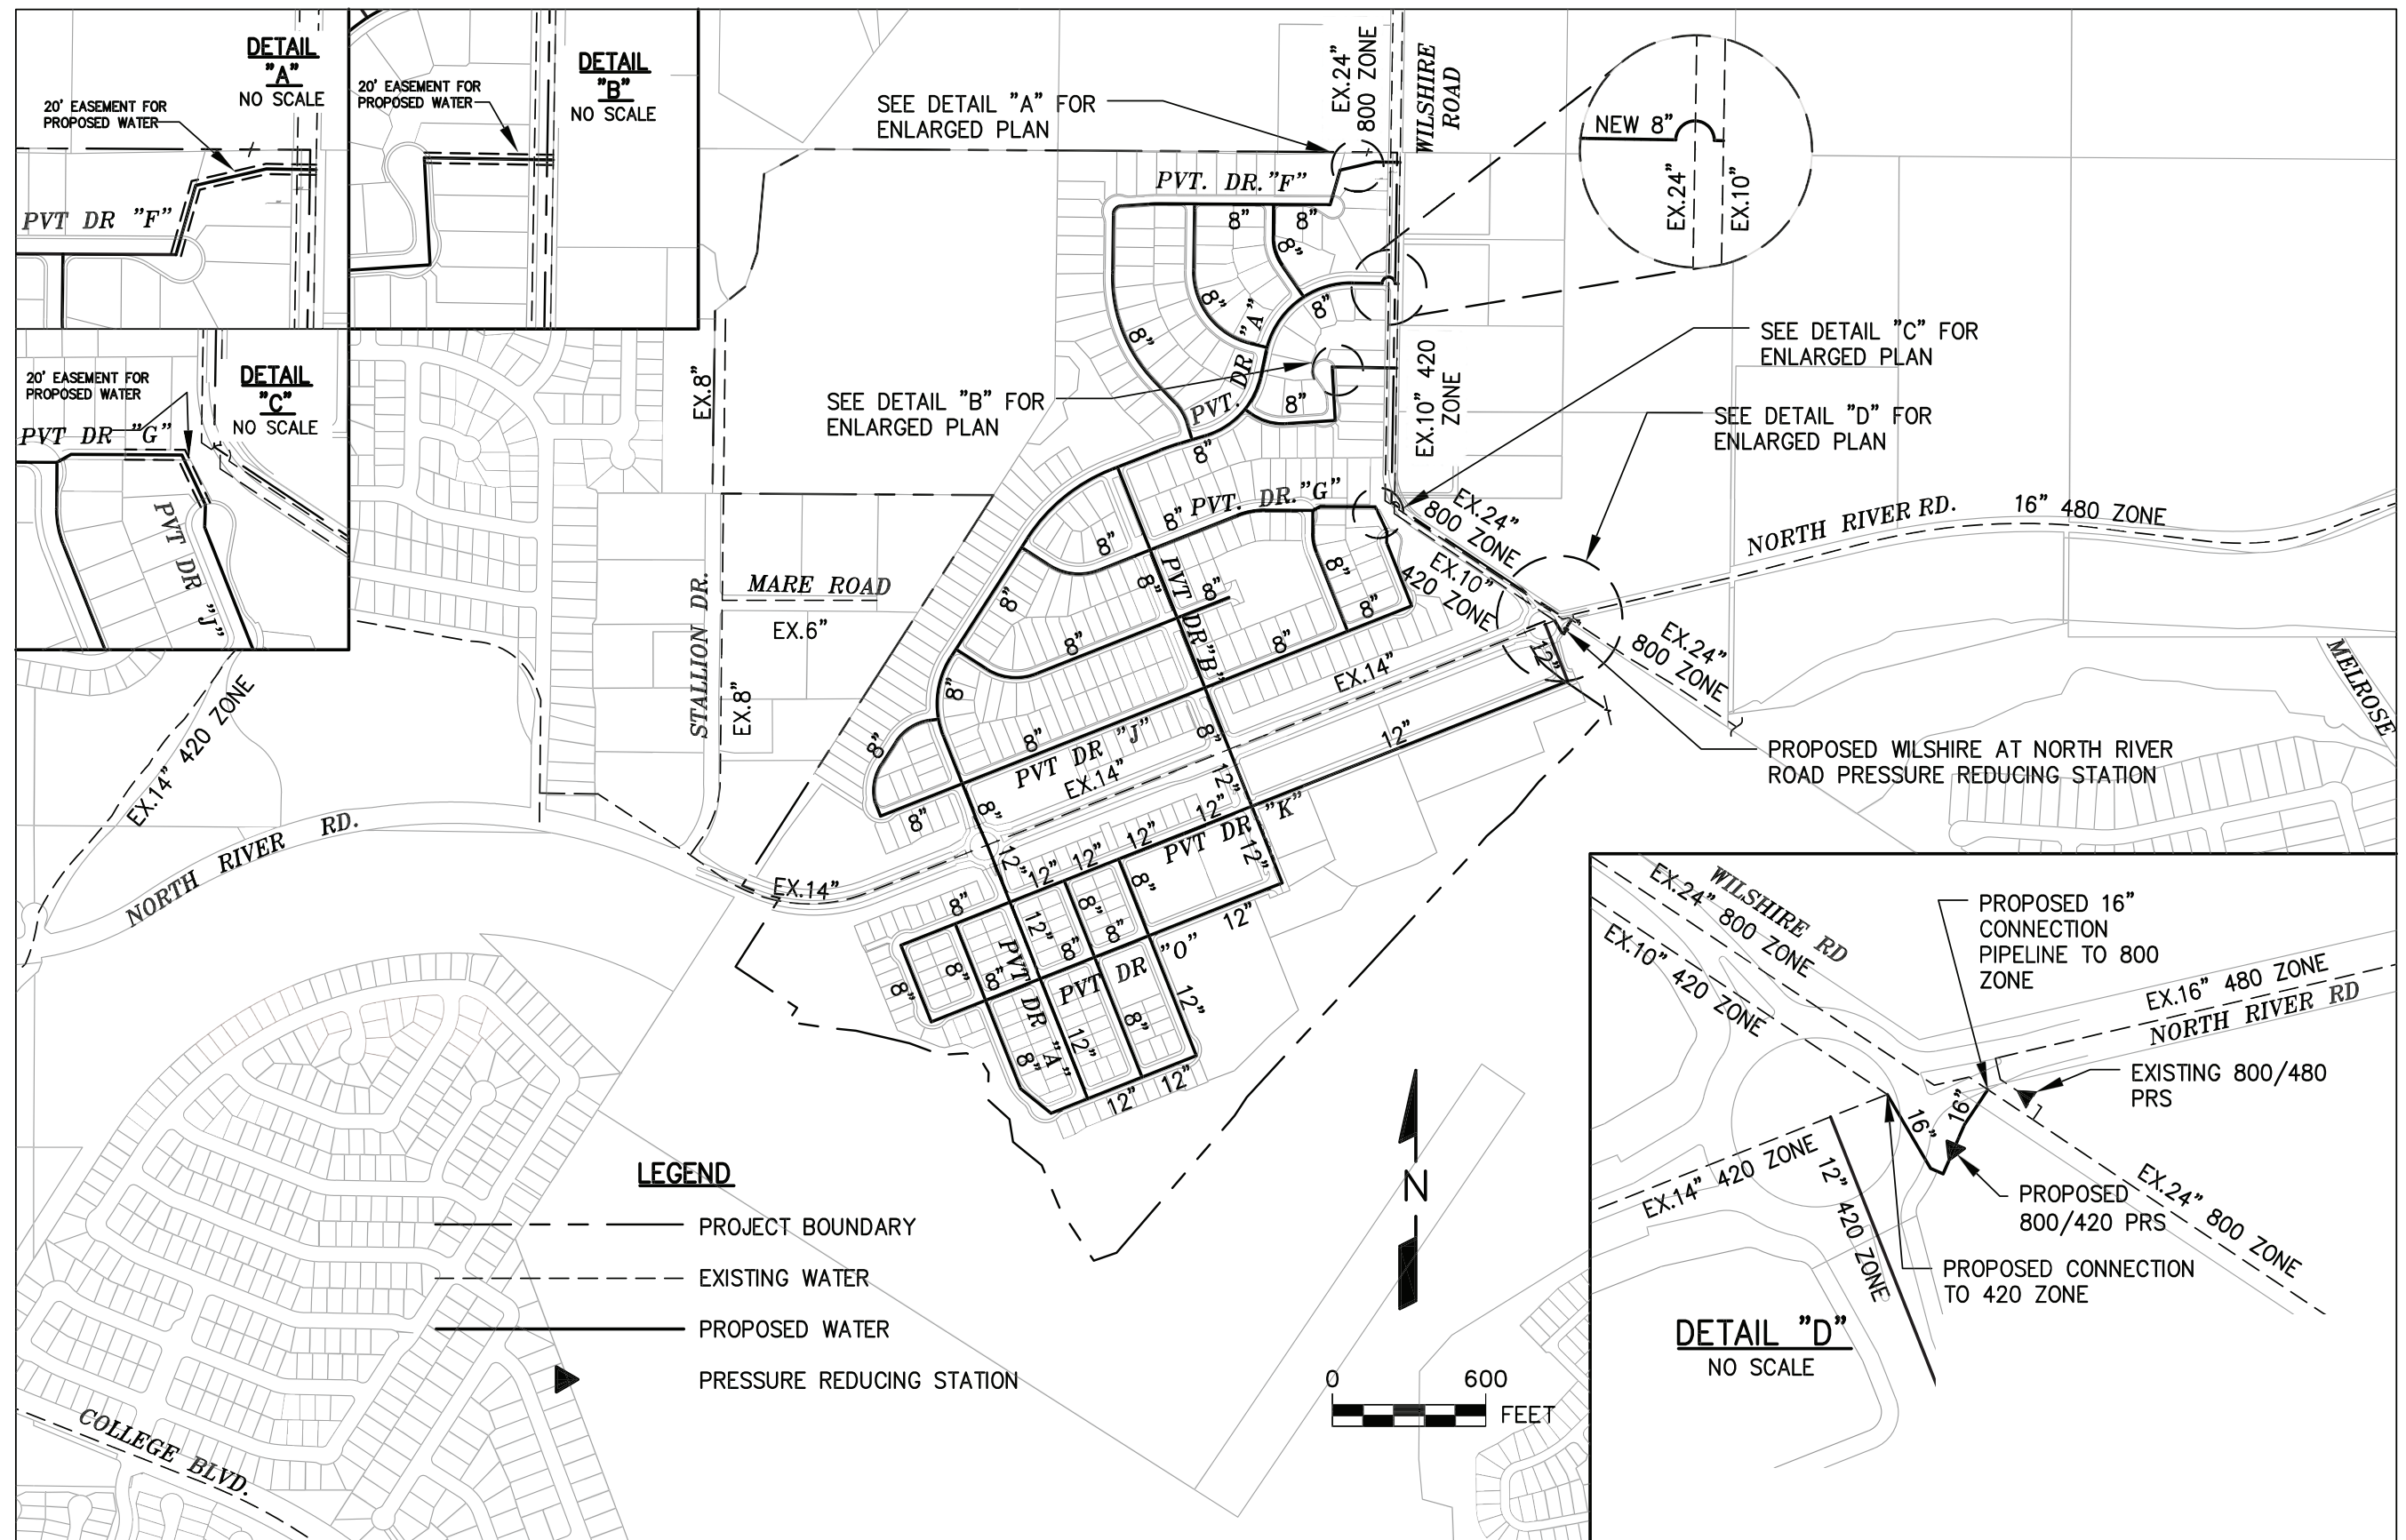 DETAIL
"A"
NO SCALE
20' EASEMENT FOR
PROPOSED WATER
PVT DR "F"
DETAIL
"B"
NO SCALE
20' EASEMENT FOR
PROPOSED WATER
DETAIL
"C"
NO SCALE
20' EASEMENT FOR
PROPOSED WATER
PVT DR "G"
PVT DR "J"
SEE DETAIL "A" FOR
ENLARGED PLAN
EX.24"
800 ZONE
WILSHIRE
ROAD
NEW 8"
EX.24"
EX.10"
PVT. DR. "F"
8"
8"
8"
8"
8"
8"
PVT. DR "A"
8"
8"
SEE DETAIL "B" FOR
ENLARGED PLAN
EX.10" 420
ZONE
SEE DETAIL "C" FOR
ENLARGED PLAN
SEE DETAIL "D" FOR
ENLARGED PLAN
EX.8"
STALLION DR.
MARE ROAD
EX.6"
EX.8"
8"
PVT. DR. "G"
8"
EX.24"
800 ZONE
EX.10"
420 ZONE
NORTH RIVER RD.
16" 480 ZONE
8"
8"
PVT DR "B"
8"
8"
8"
8"
8"
8"
8"
8"
8"
8"
PVT DR "J"
8"
EX.14"
EX.14"
12"
12"
EX.24"
800 ZONE
MELROSE
PROPOSED WILSHIRE AT NORTH RIVER
ROAD PRESSURE REDUCING STATION
EX.14" 420 ZONE
NORTH RIVER RD.
EX.14"
8"
12"
12"
12"
12"
12"
12"
PVT DR "K"
12"
8"
8"
8"
8"
12"
8"
8"
8"
8"
PVT DR "A"
PVT DR "O"
12"
12"
8"
12"
8"
12"
12"
LEGEND
PROJECT BOUNDARY
EXISTING WATER
PROPOSED WATER
PRESSURE REDUCING STATION
COLLEGE BLVD.
N
0
600
FEET
EX.24" 800 ZONE
WILSHIRE RD
EX.10" 420 ZONE
PROPOSED 16"
CONNECTION
PIPELINE TO 800
ZONE
EX.16" 480 ZONE
NORTH RIVER RD
EXISTING 800/480
PRS
16"
16"
EX.14" 420 ZONE
12" 420 ZONE
PROPOSED
800/420 PRS
EX.24" 800 ZONE
PROPOSED CONNECTION
TO 420 ZONE
DETAIL "D"
NO SCALE